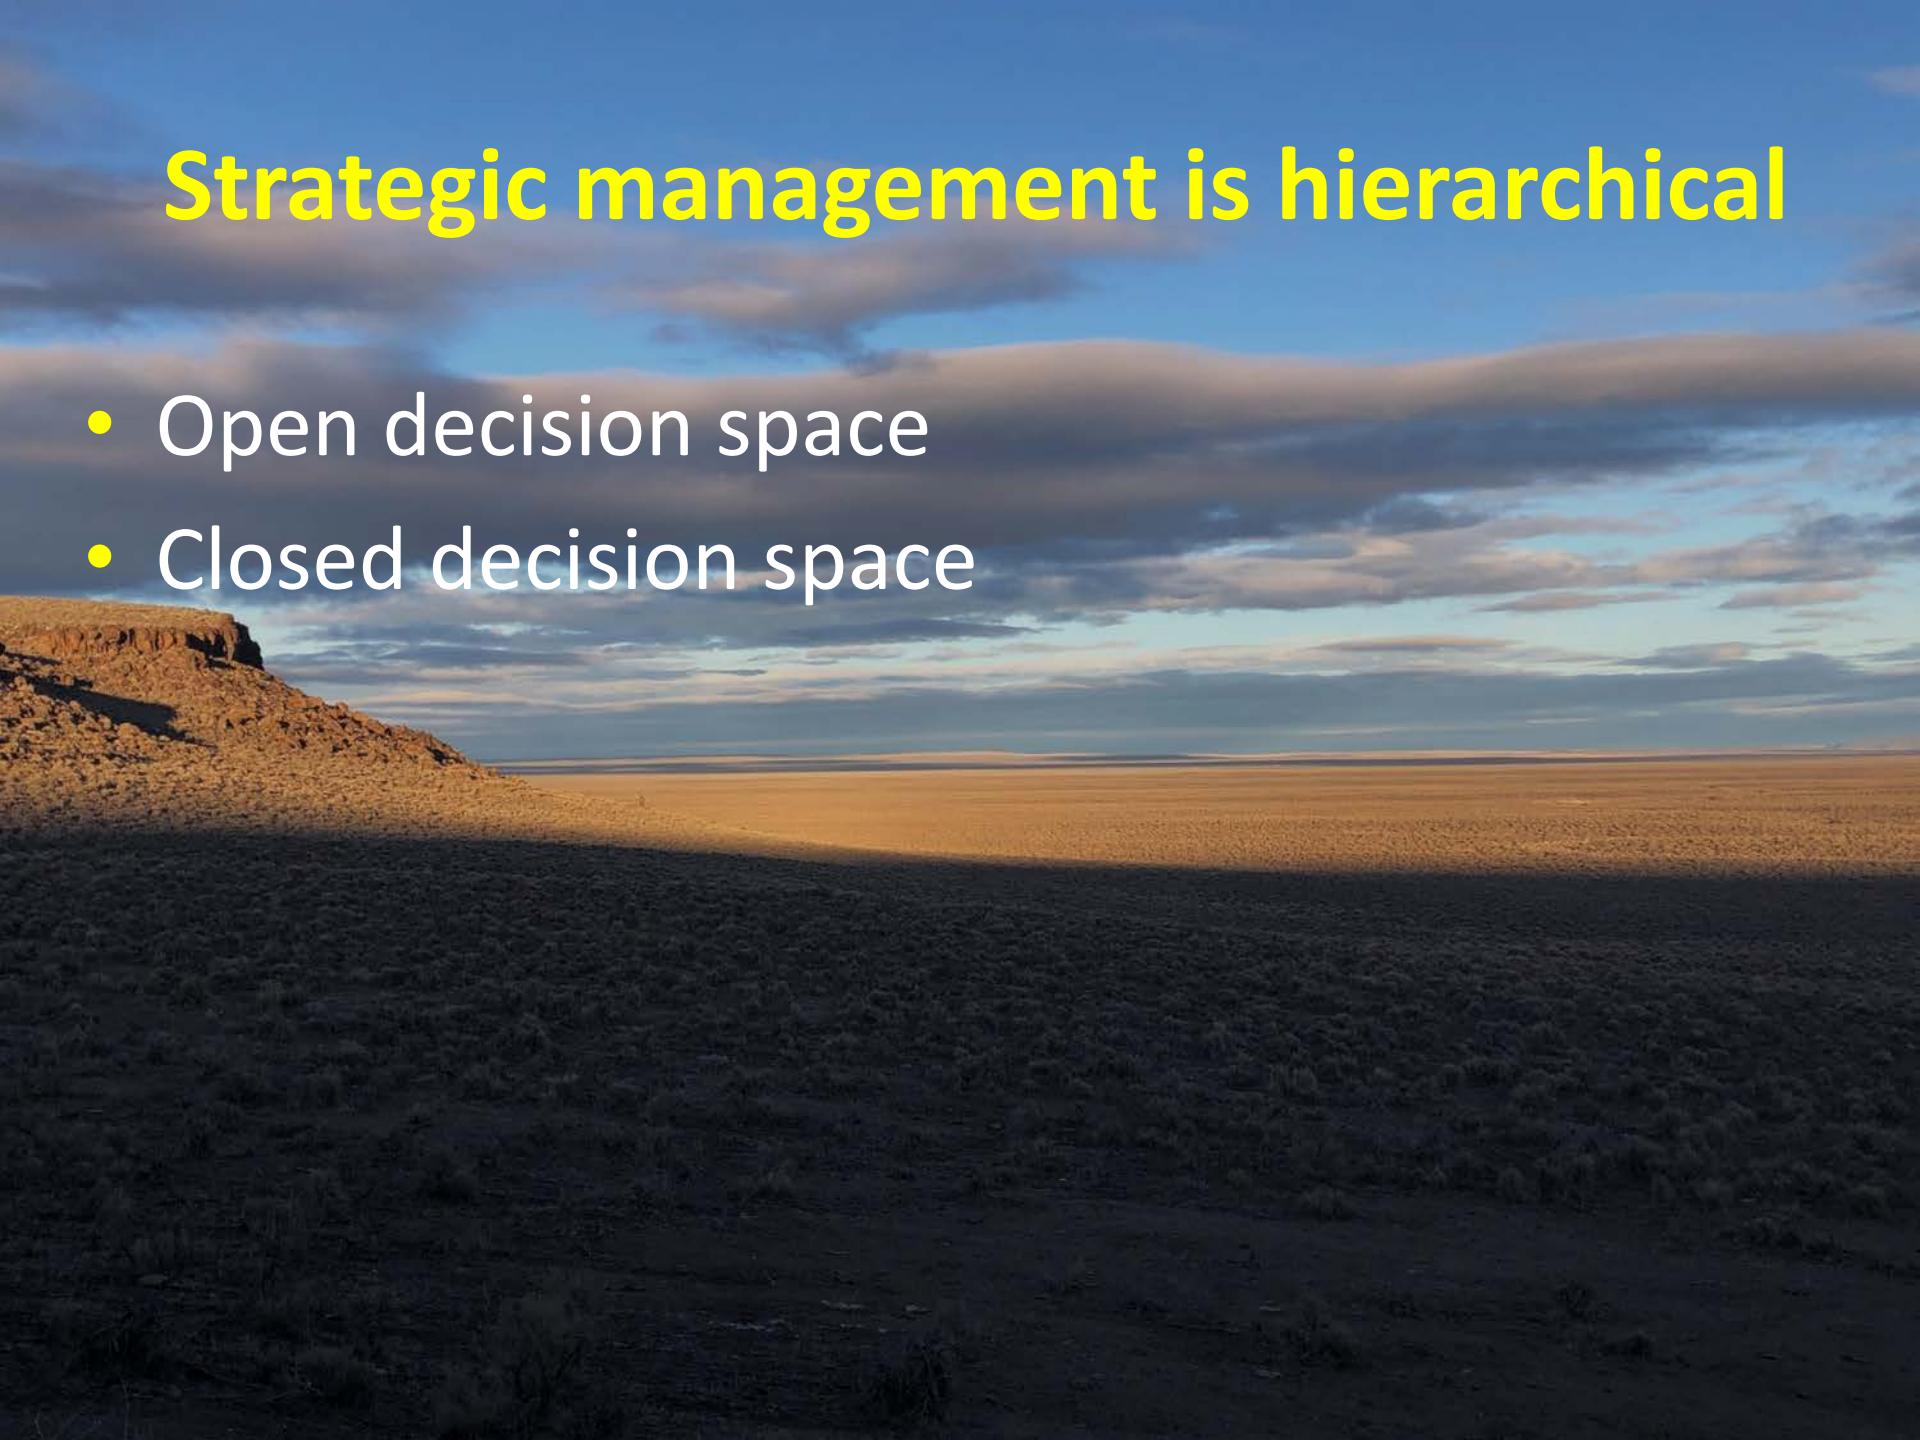 Strategic management is hierarchical
• Open decision space
• Closed decision space